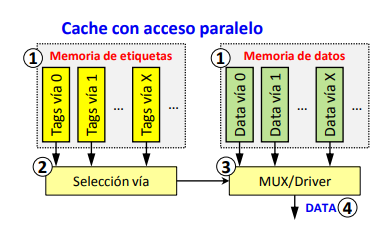 Cache con acceso paralelo
1 Memoria de etiquetas
Tags vía 0
Tags vía 1
...
Tags vía X
...
1 Memoria de datos
Data vía 0
Data vía 1
...
Data vía X
...
2 Selección vía
3 MUX/Driver
DATA 4